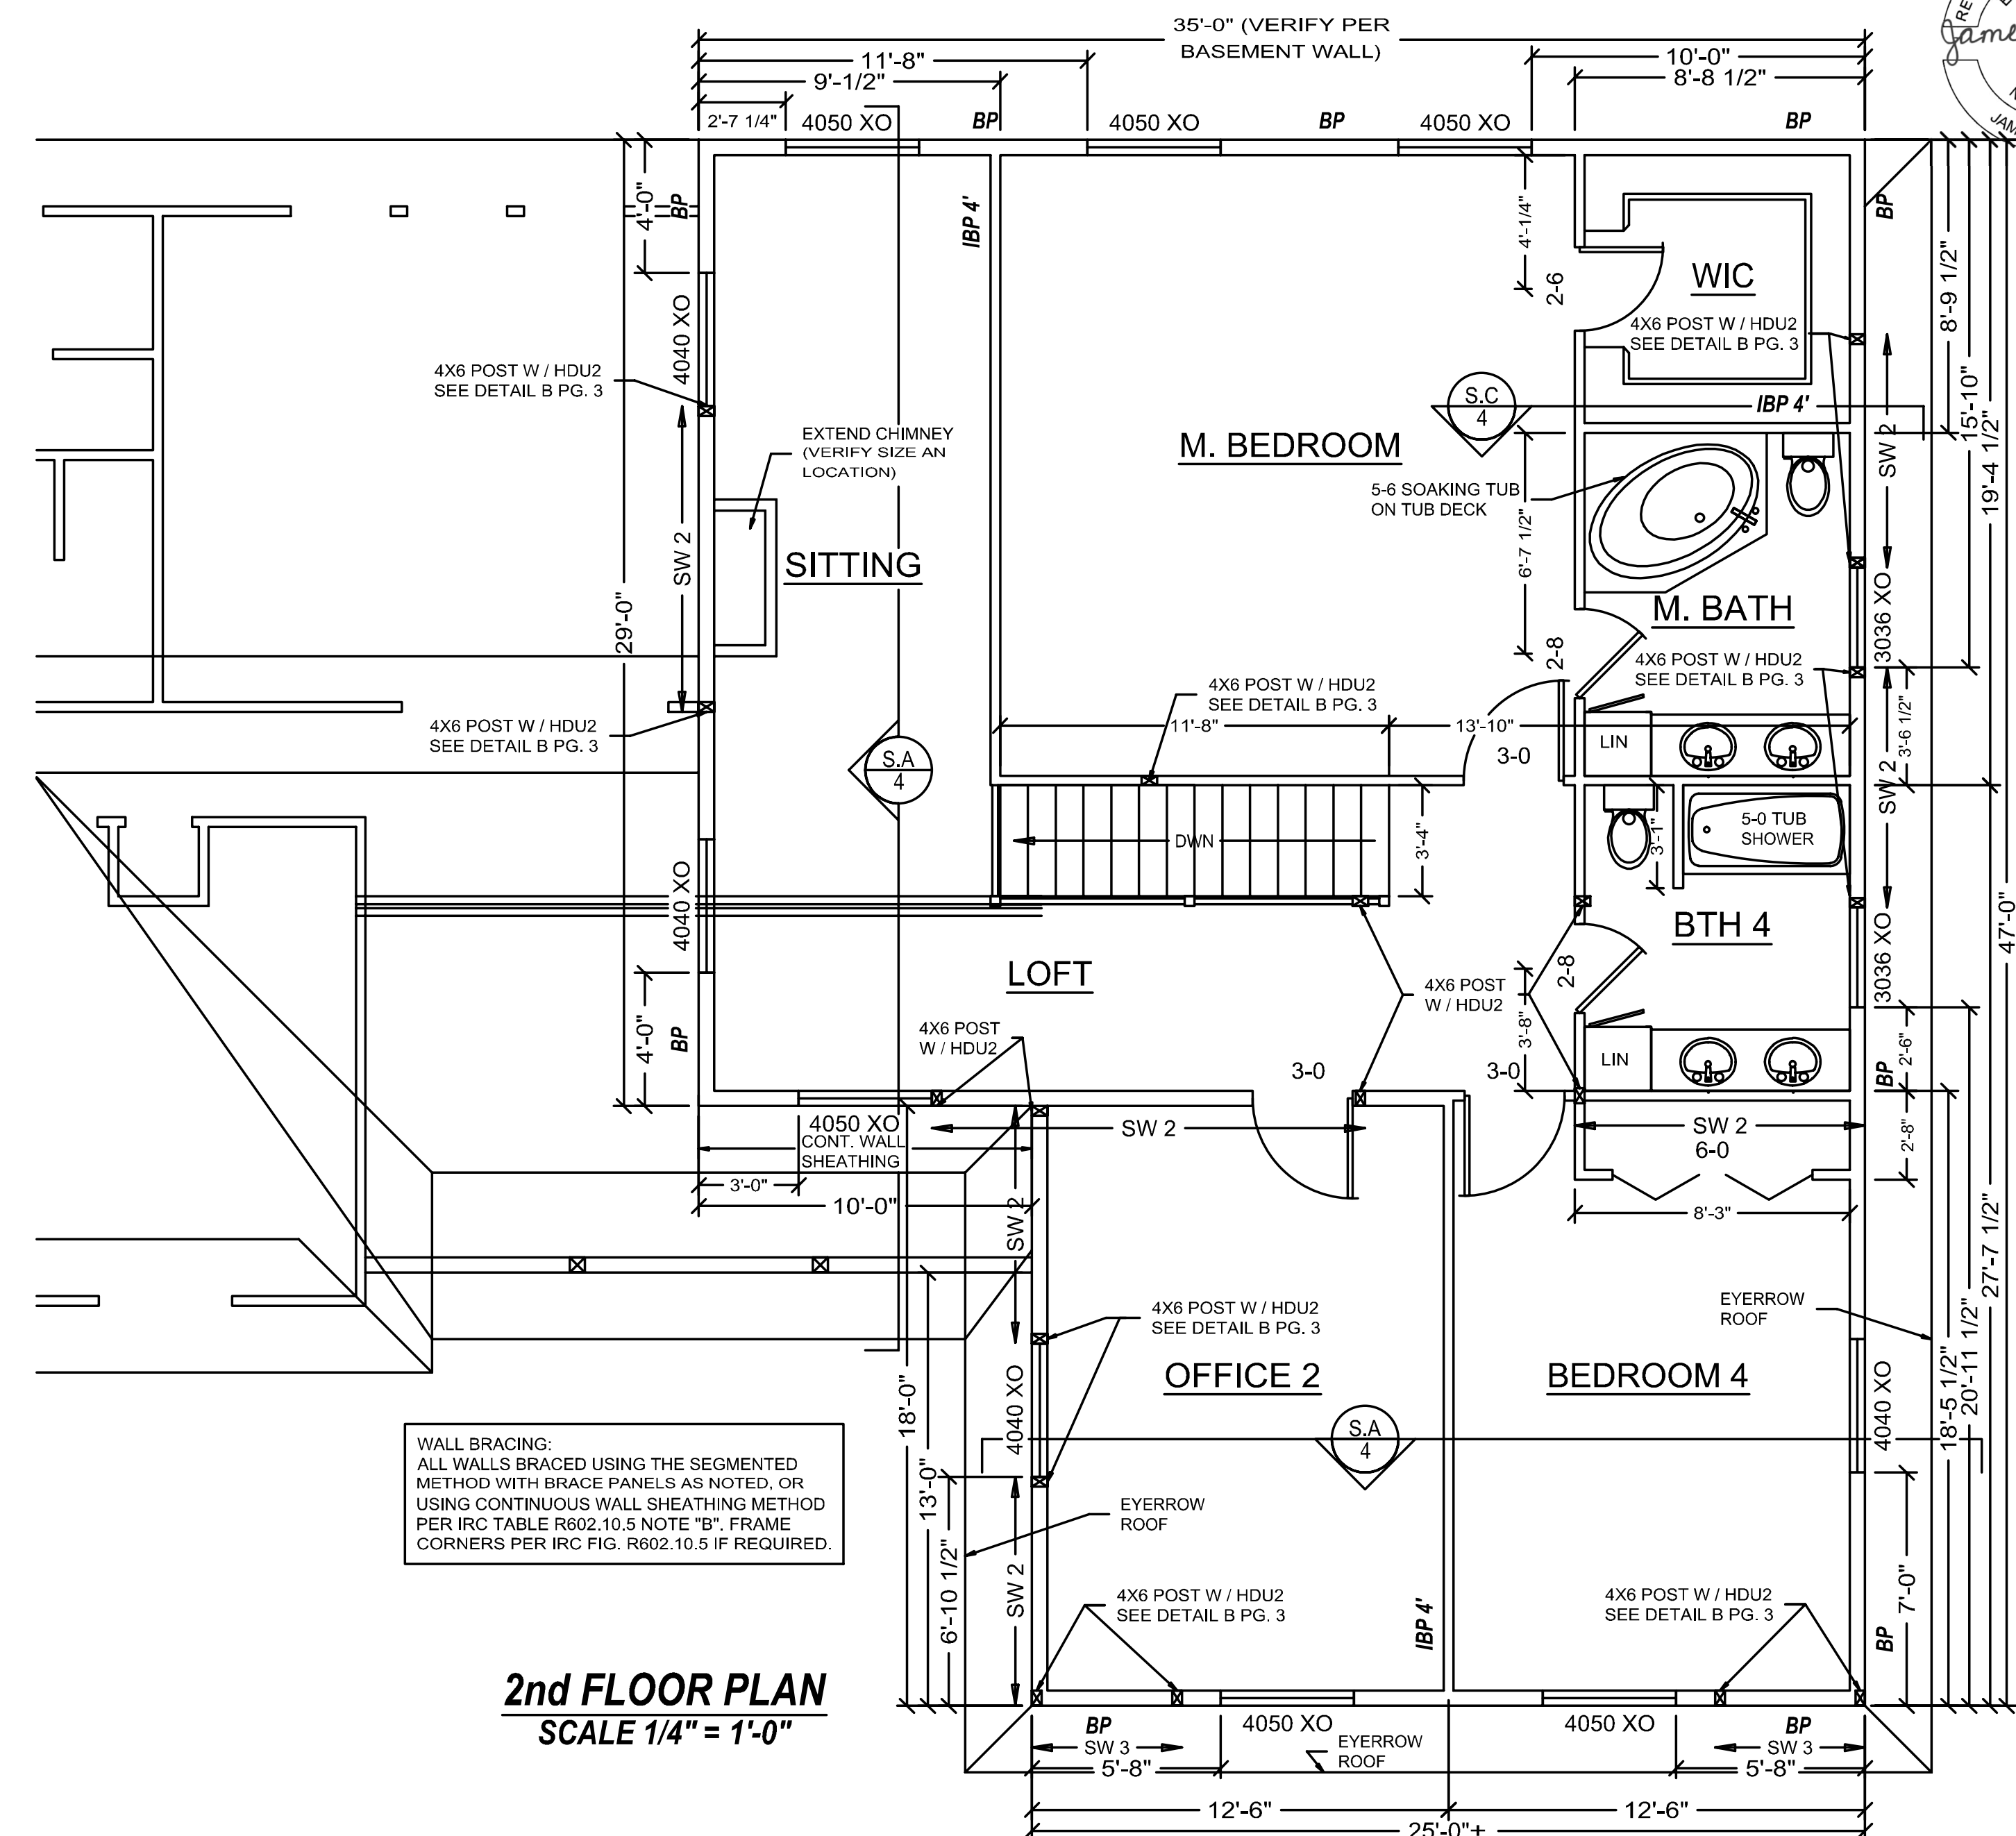 35'-0" (VERIFY PER
BASEMENT WALL)
11'-8"
10'-0"
9'-1/2"
8'-8 1/2"
2'-7 1/4"
4050 XO
BP
4050 XO
BP
4050 XO
BP
4'-0"
BP
IBP 4'
4'-1/4"
2-6
WIC
BP
8'-9 1/2"
15'-10"
19'-4 1/2"
47'-0"
4040 XO
4X6 POST W / HDU2
SEE DETAIL B PG. 3
4X6 POST W / HDU2
SEE DETAIL B PG. 3
S.C
4
IBP 4'
EXTEND CHIMNEY
(VERIFY SIZE AN
LOCATION)
M. BEDROOM
SW 2
5-6 SOAKING TUB
ON TUB DECK
6'-7 1/2"
SW 2
SITTING
29'-0"
M. BATH
3036 XO
2-8
4X6 POST W / HDU2
SEE DETAIL B PG. 3
4X6 POST W / HDU2
SEE DETAIL B PG. 3
4X6 POST W / HDU2
SEE DETAIL B PG. 3
11'-8"
13'-10"
3-0
LIN
3'-6 1/2"
S.A
4
SW 2
DWN
3'-4"
3'-1"
5-0 TUB
SHOWER
4040 XO
BTH 4
3036 XO
LOFT
2-8
4X6 POST
W / HDU2
4'-0"
BP
4X6 POST
W / HDU2
3'-8"
3-0
3-0
LIN
BP
2'-6"
4050 XO
CONT. WALL
SHEATHING
SW 2
SW 2
6-0
2'-8"
3'-0"
10'-0"
SW 2
8'-3"
27'-7 1/2"
20'-11 1/2"
18'-5 1/2"
4X6 POST W / HDU2
SEE DETAIL B PG. 3
EYERROW
ROOF
OFFICE 2
BEDROOM 4
4040 XO
4040 XO
18'-0"
13'-0"
6'-10 1/2"
S.A
4
WALL BRACING:
ALL WALLS BRACED USING THE SEGMENTED
METHOD WITH BRACE PANELS AS NOTED, OR
USING CONTINUOUS WALL SHEATHING METHOD
PER IRC TABLE R602.10.5 NOTE "B". FRAME
CORNERS PER IRC FIG. R602.10.5 IF REQUIRED.
EYERROW
ROOF
SW 2
4X6 POST W / HDU2
SEE DETAIL B PG. 3
IBP 4'
4X6 POST W / HDU2
SEE DETAIL B PG. 3
7'-0"
BP
2nd FLOOR PLAN
SCALE 1/4" = 1'-0"
BP
SW 3
5'-8"
4050 XO
EYERROW
ROOF
4050 XO
BP
SW 3
5'-8"
12'-6"
12'-6"
25'-0"±